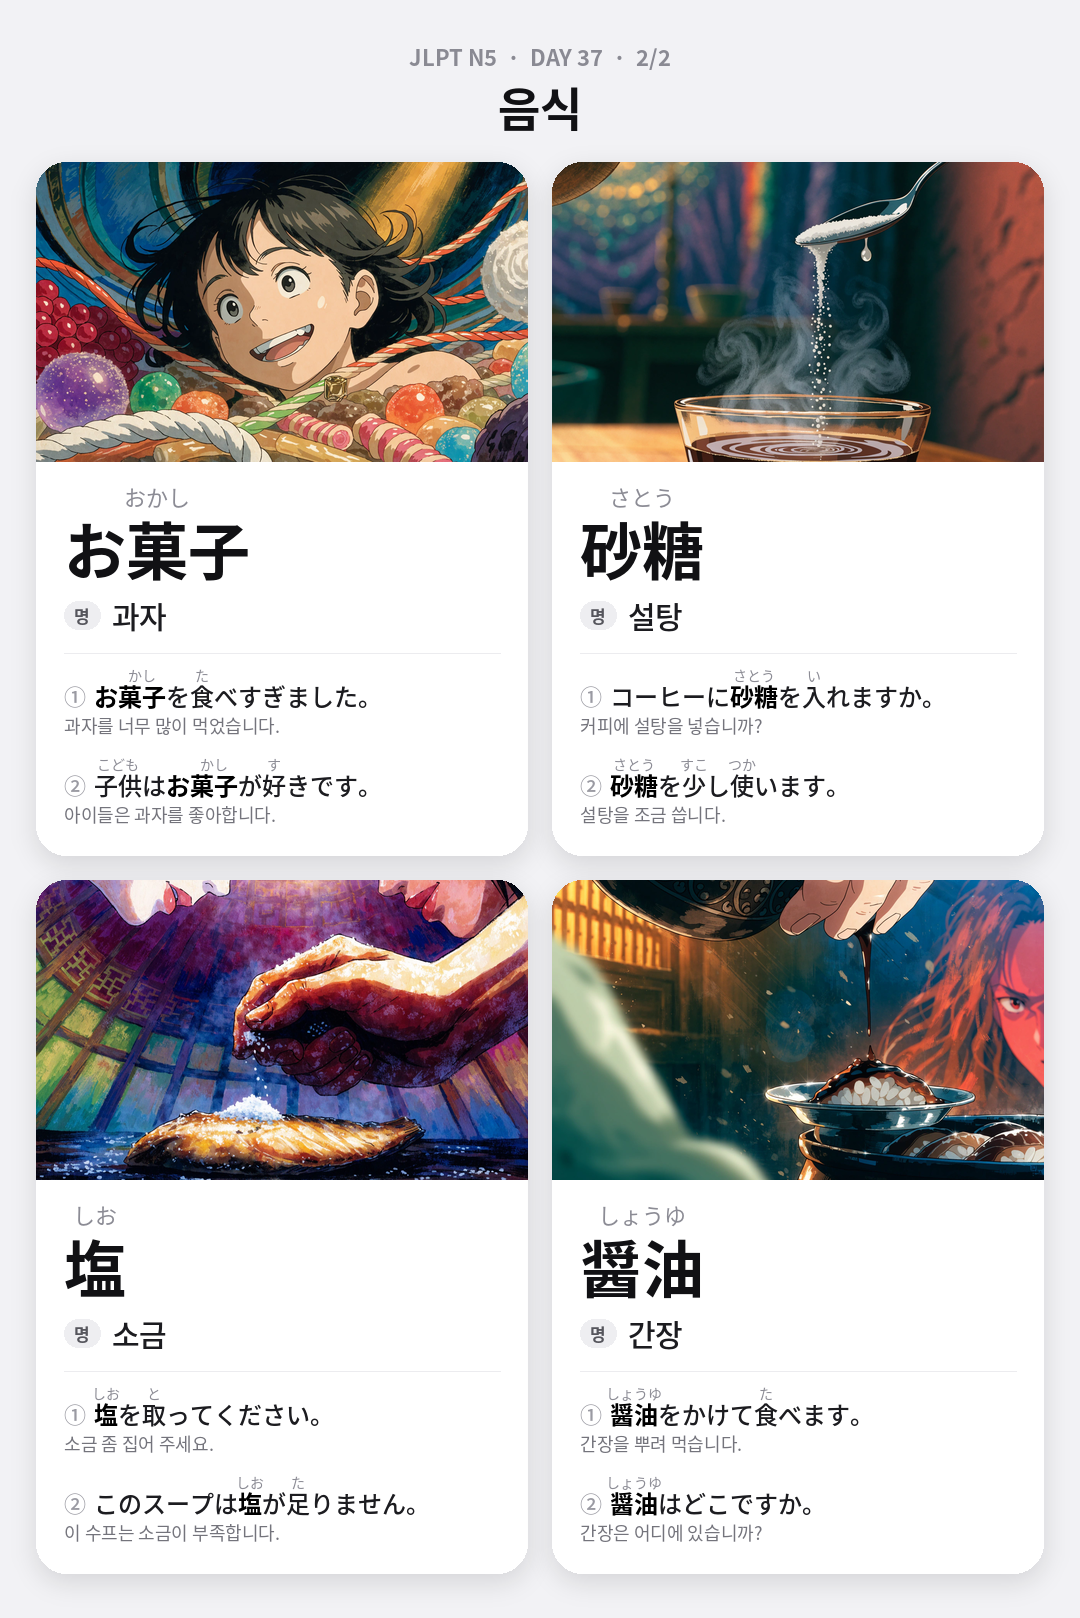 JLPT N5 · DAY 37 · 2/2
음식
おかし
お菓子
명 과자
かし た
① お菓子を食べすぎました。
과자를 너무 많이 먹었습니다.
こども かし す
② 子供はお菓子が好きです。
아이들은 과자를 좋아합니다.
さとう
砂糖
명 설탕
さとう い
① コーヒーに砂糖を入れますか。
커피에 설탕을 넣습니까?
さとう すこ つか
② 砂糖を少し使います。
설탕을 조금 씁니다.
しお
塩
명 소금
しお と
① 塩を取ってください。
소금 좀 집어 주세요.
しお た
② このスープは塩が足りません。
이 수프는 소금이 부족합니다.
しょうゆ
醤油
명 간장
しょうゆ た
① 醤油をかけて食べます。
간장을 뿌려 먹습니다.
しょうゆ
② 醤油はどこですか。
간장은 어디에 있습니까?